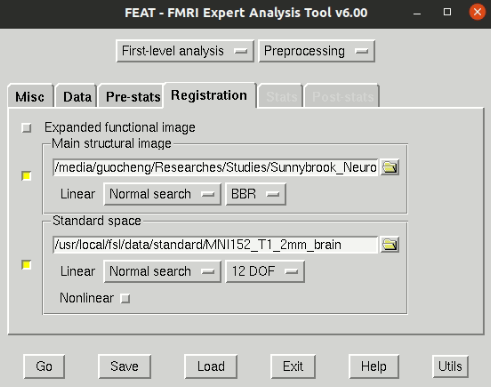 FEAT - FMRI Expert Analysis Tool v6.00
First-level analysis Preprocessing
Misc Data Pre-stats Registration Stats Post-stats
Expanded functional image
Main structural image
/media/guocheng/Researches/Studies/Sunnybrook_Neuro
Linear Normal search BBR
Standard space
/usr/local/fsl/data/standard/MNI152_T1_2mm_brain
Linear Normal search 12 DOF
Nonlinear
Go Save Load Exit Help Utils